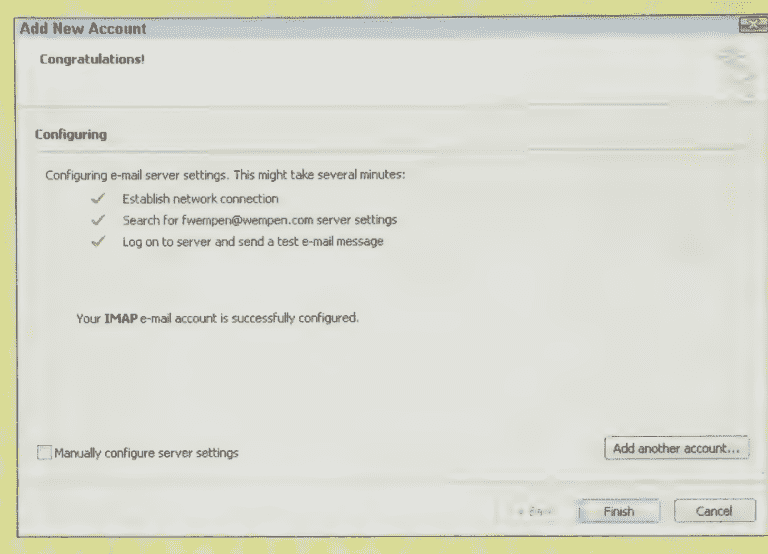 Add New Account
Congratulations!
Configuring
Configuring e-mail server settings. This might take several minutes:
Establish network connection
Search for fwempen@wempen.com server settings
Log on to server and send a test e-mail message
Your IMAP e-mail account is successfully configured.
Manually configure server settings
Add another account...
< Back
Finish
Cancel